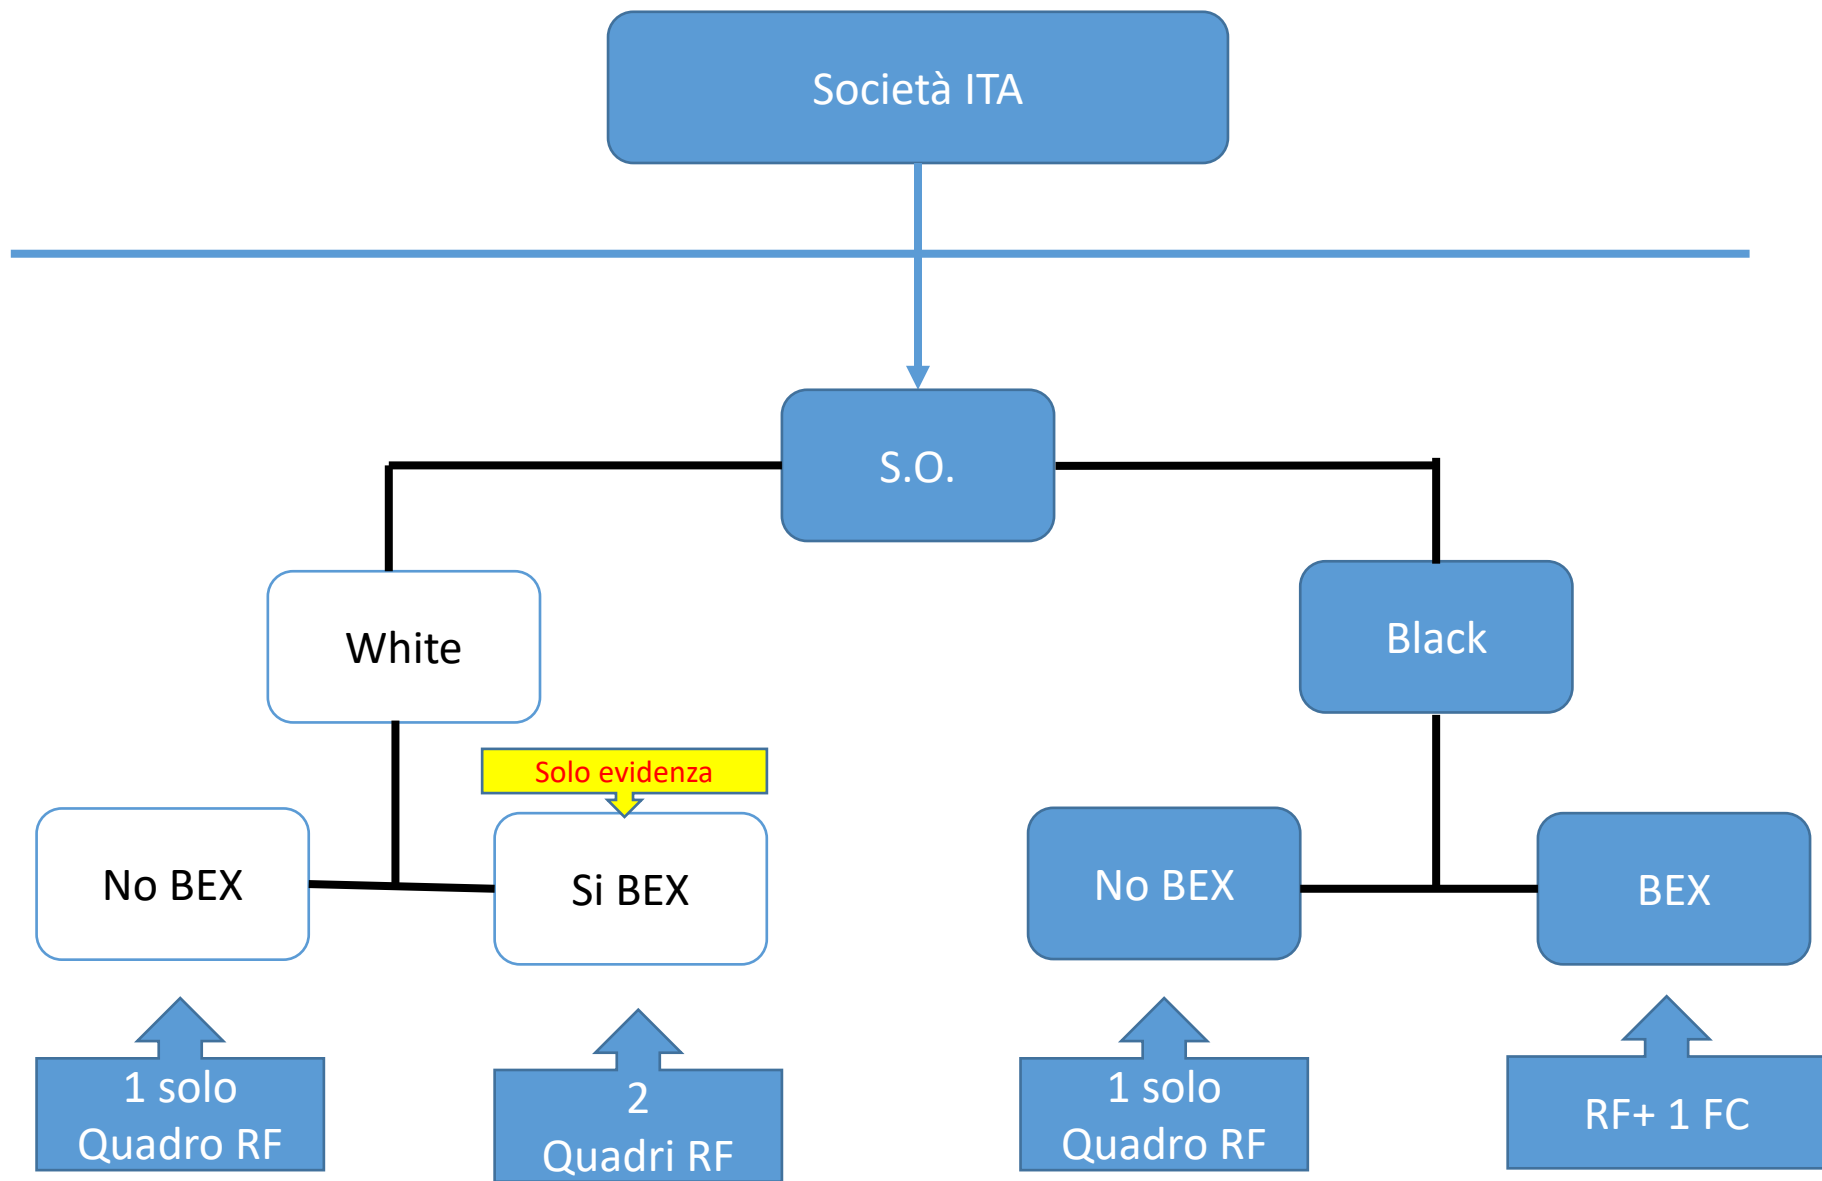 Società ITA
S.O.
White
Black
Solo evidenza
No BEX
Si BEX
No BEX
BEX
1 solo
Quadro RF
2
Quadri RF
1 solo
Quadro RF
RF+ 1 FC